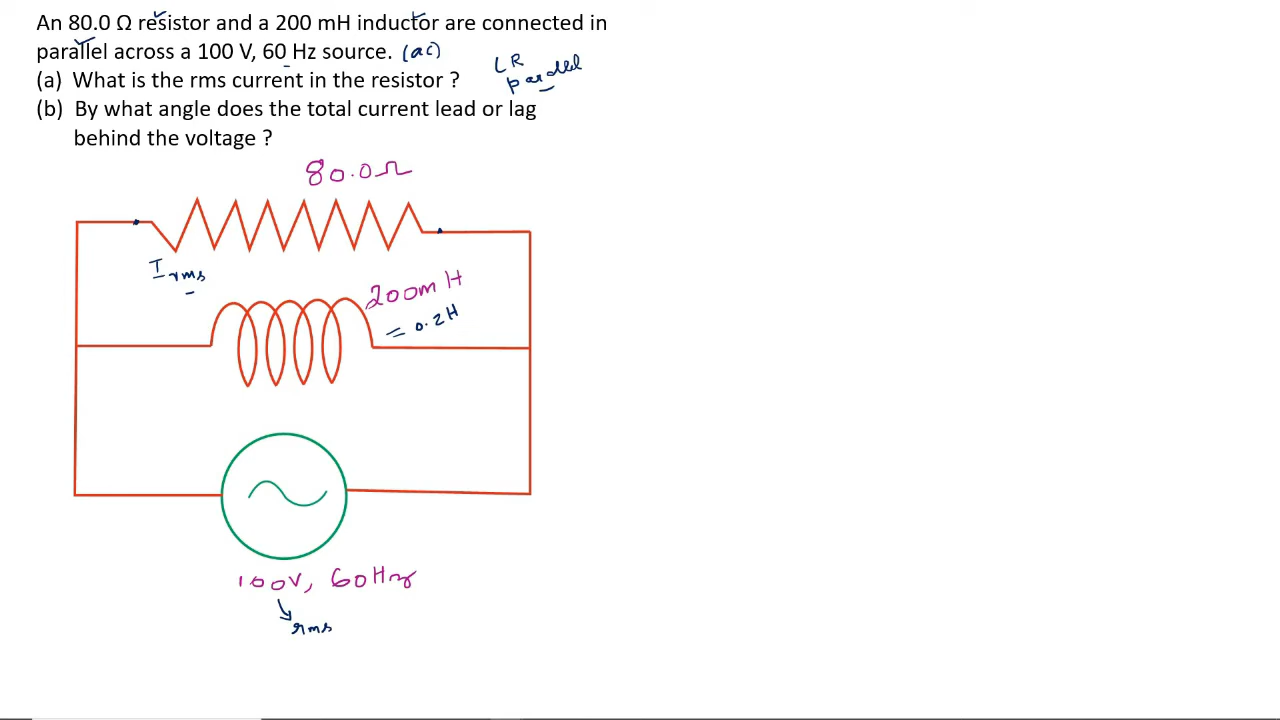 An 80.0 Ω resistor and a 200 mH inductor are connected in
parallel across a 100 V, 60 Hz source. (ac)
(a) What is the rms current in the resistor ?
(b) By what angle does the total current lead or lag
behind the voltage ?
LR
parallel
80.0Ω
I rms
200m H
= 0.2H
100V, 60Hz
rms